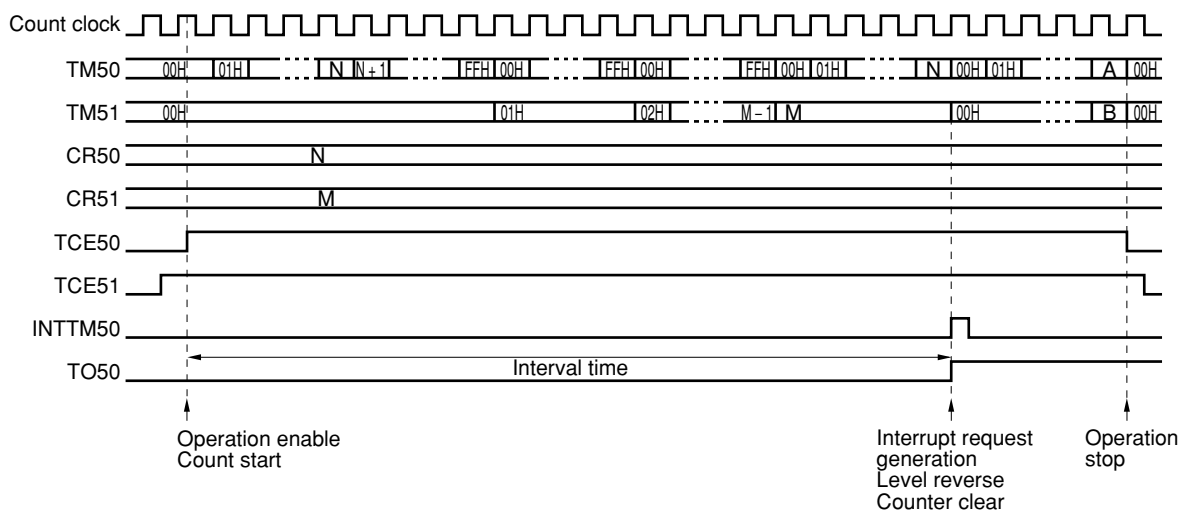 Count clock
TM50 00H 01H N N + 1 FFH 00H FFH 00H FFH 00H 01H N 00H 01H A 00H
TM51 00H 01H 02H M – 1 M 00H B 00H
CR50 N
CR51 M
TCE50
TCE51
INTTM50
Interval time
TO50
Operation enable
Count start
Interrupt request
generation
Level reverse
Counter clear
Operation
stop